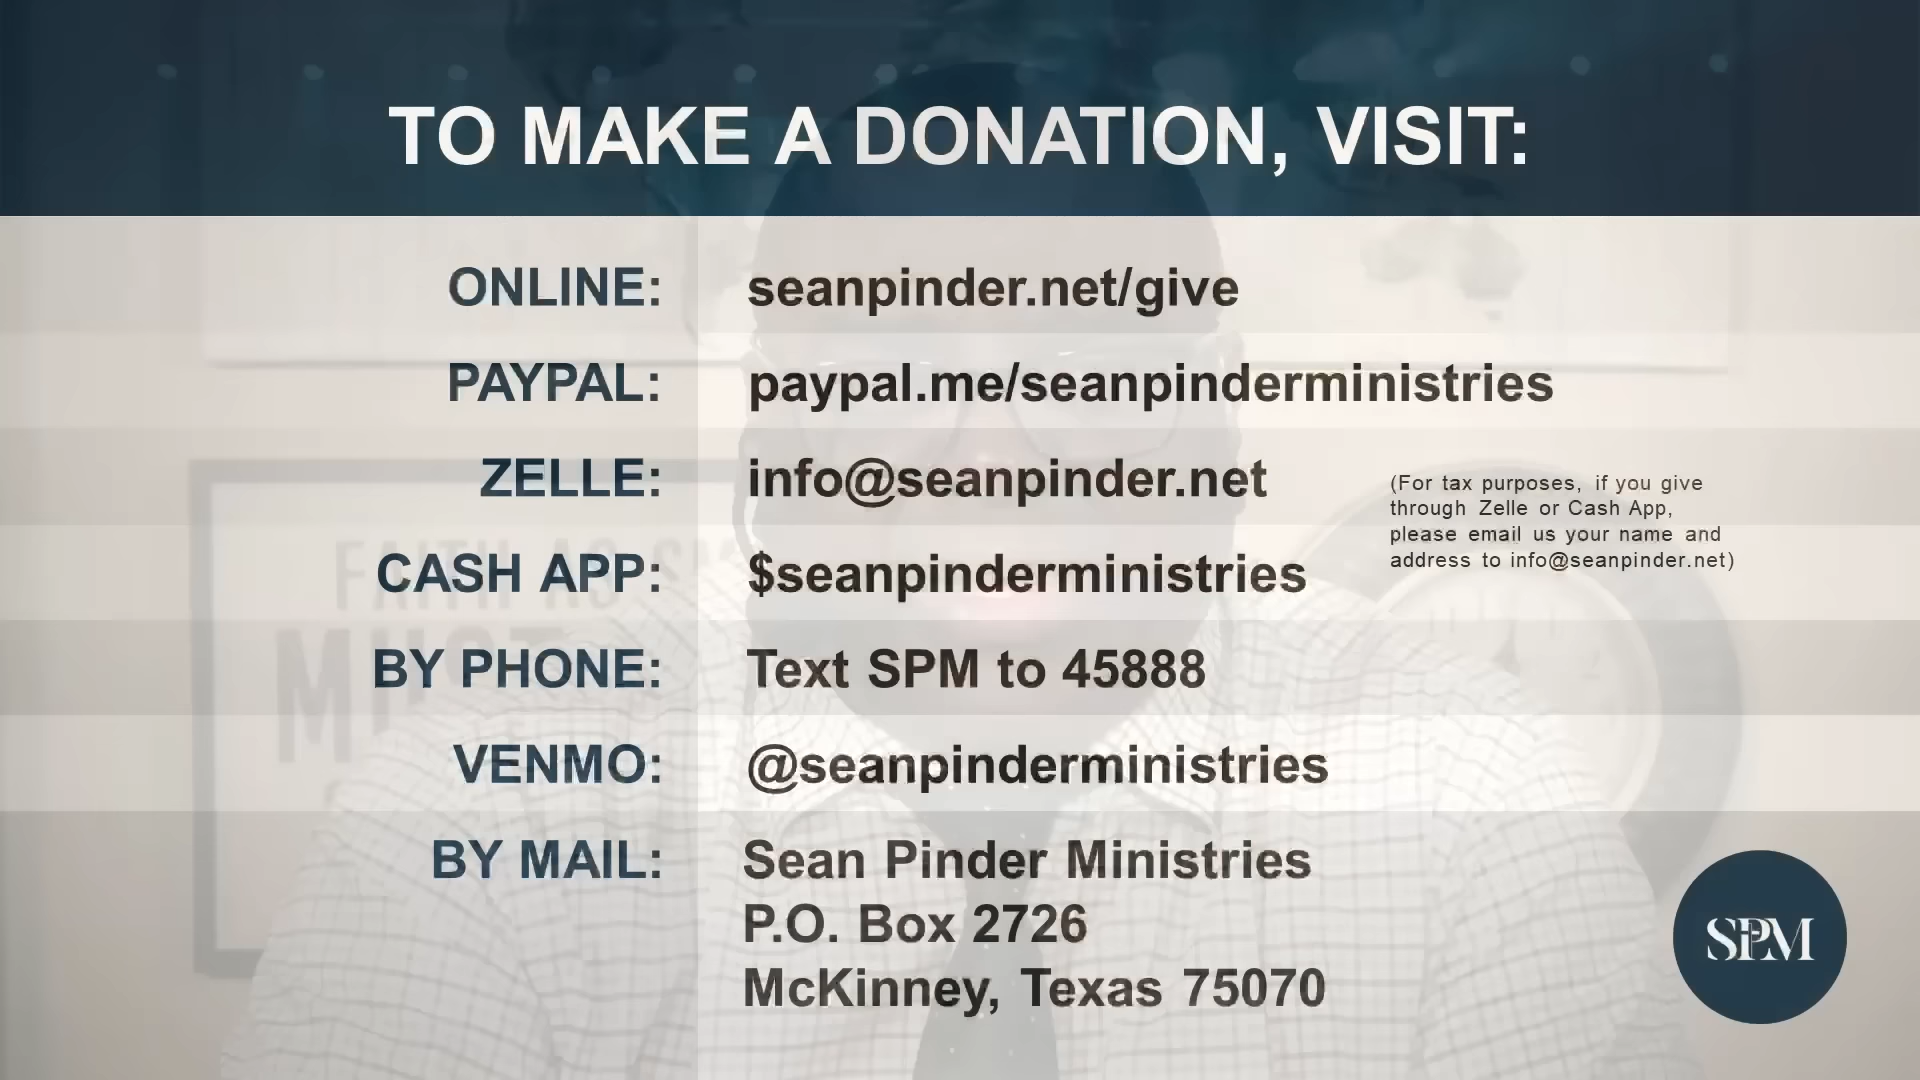 TO MAKE A DONATION, VISIT:
ONLINE: seanpinder.net/give
PAYPAL: paypal.me/seanpinderministries
ZELLE: info@seanpinder.net
(For tax purposes, if you give
through Zelle or Cash App,
please email us your name and
address to info@seanpinder.net)
CASH APP: $seanpinderministries
BY PHONE: Text SPM to 45888
VENMO: @seanpinderministries
BY MAIL: Sean Pinder Ministries
P.O. Box 2726
McKinney, Texas 75070
SPM
FAITH AS